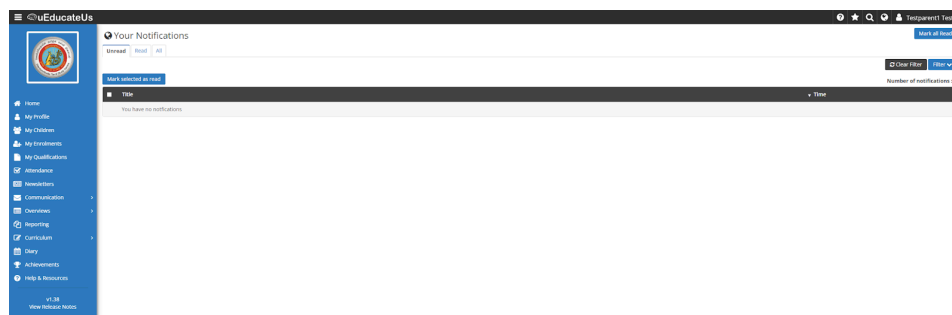 uEducateUs
Testparent1 Test
Your Notifications
Mark all Read
Unread
Read
All
Clear Filter
Filter
Mark selected as read
Number of notifications
Title
Time
You have no notfications
Home
My Profile
My Children
My Enrolments
My Qualifications
Attendance
Newsletters
Communication
Overviews
Reporting
Curriculum
Diary
Achievements
Help & Resources
v1.38
View Release Notes